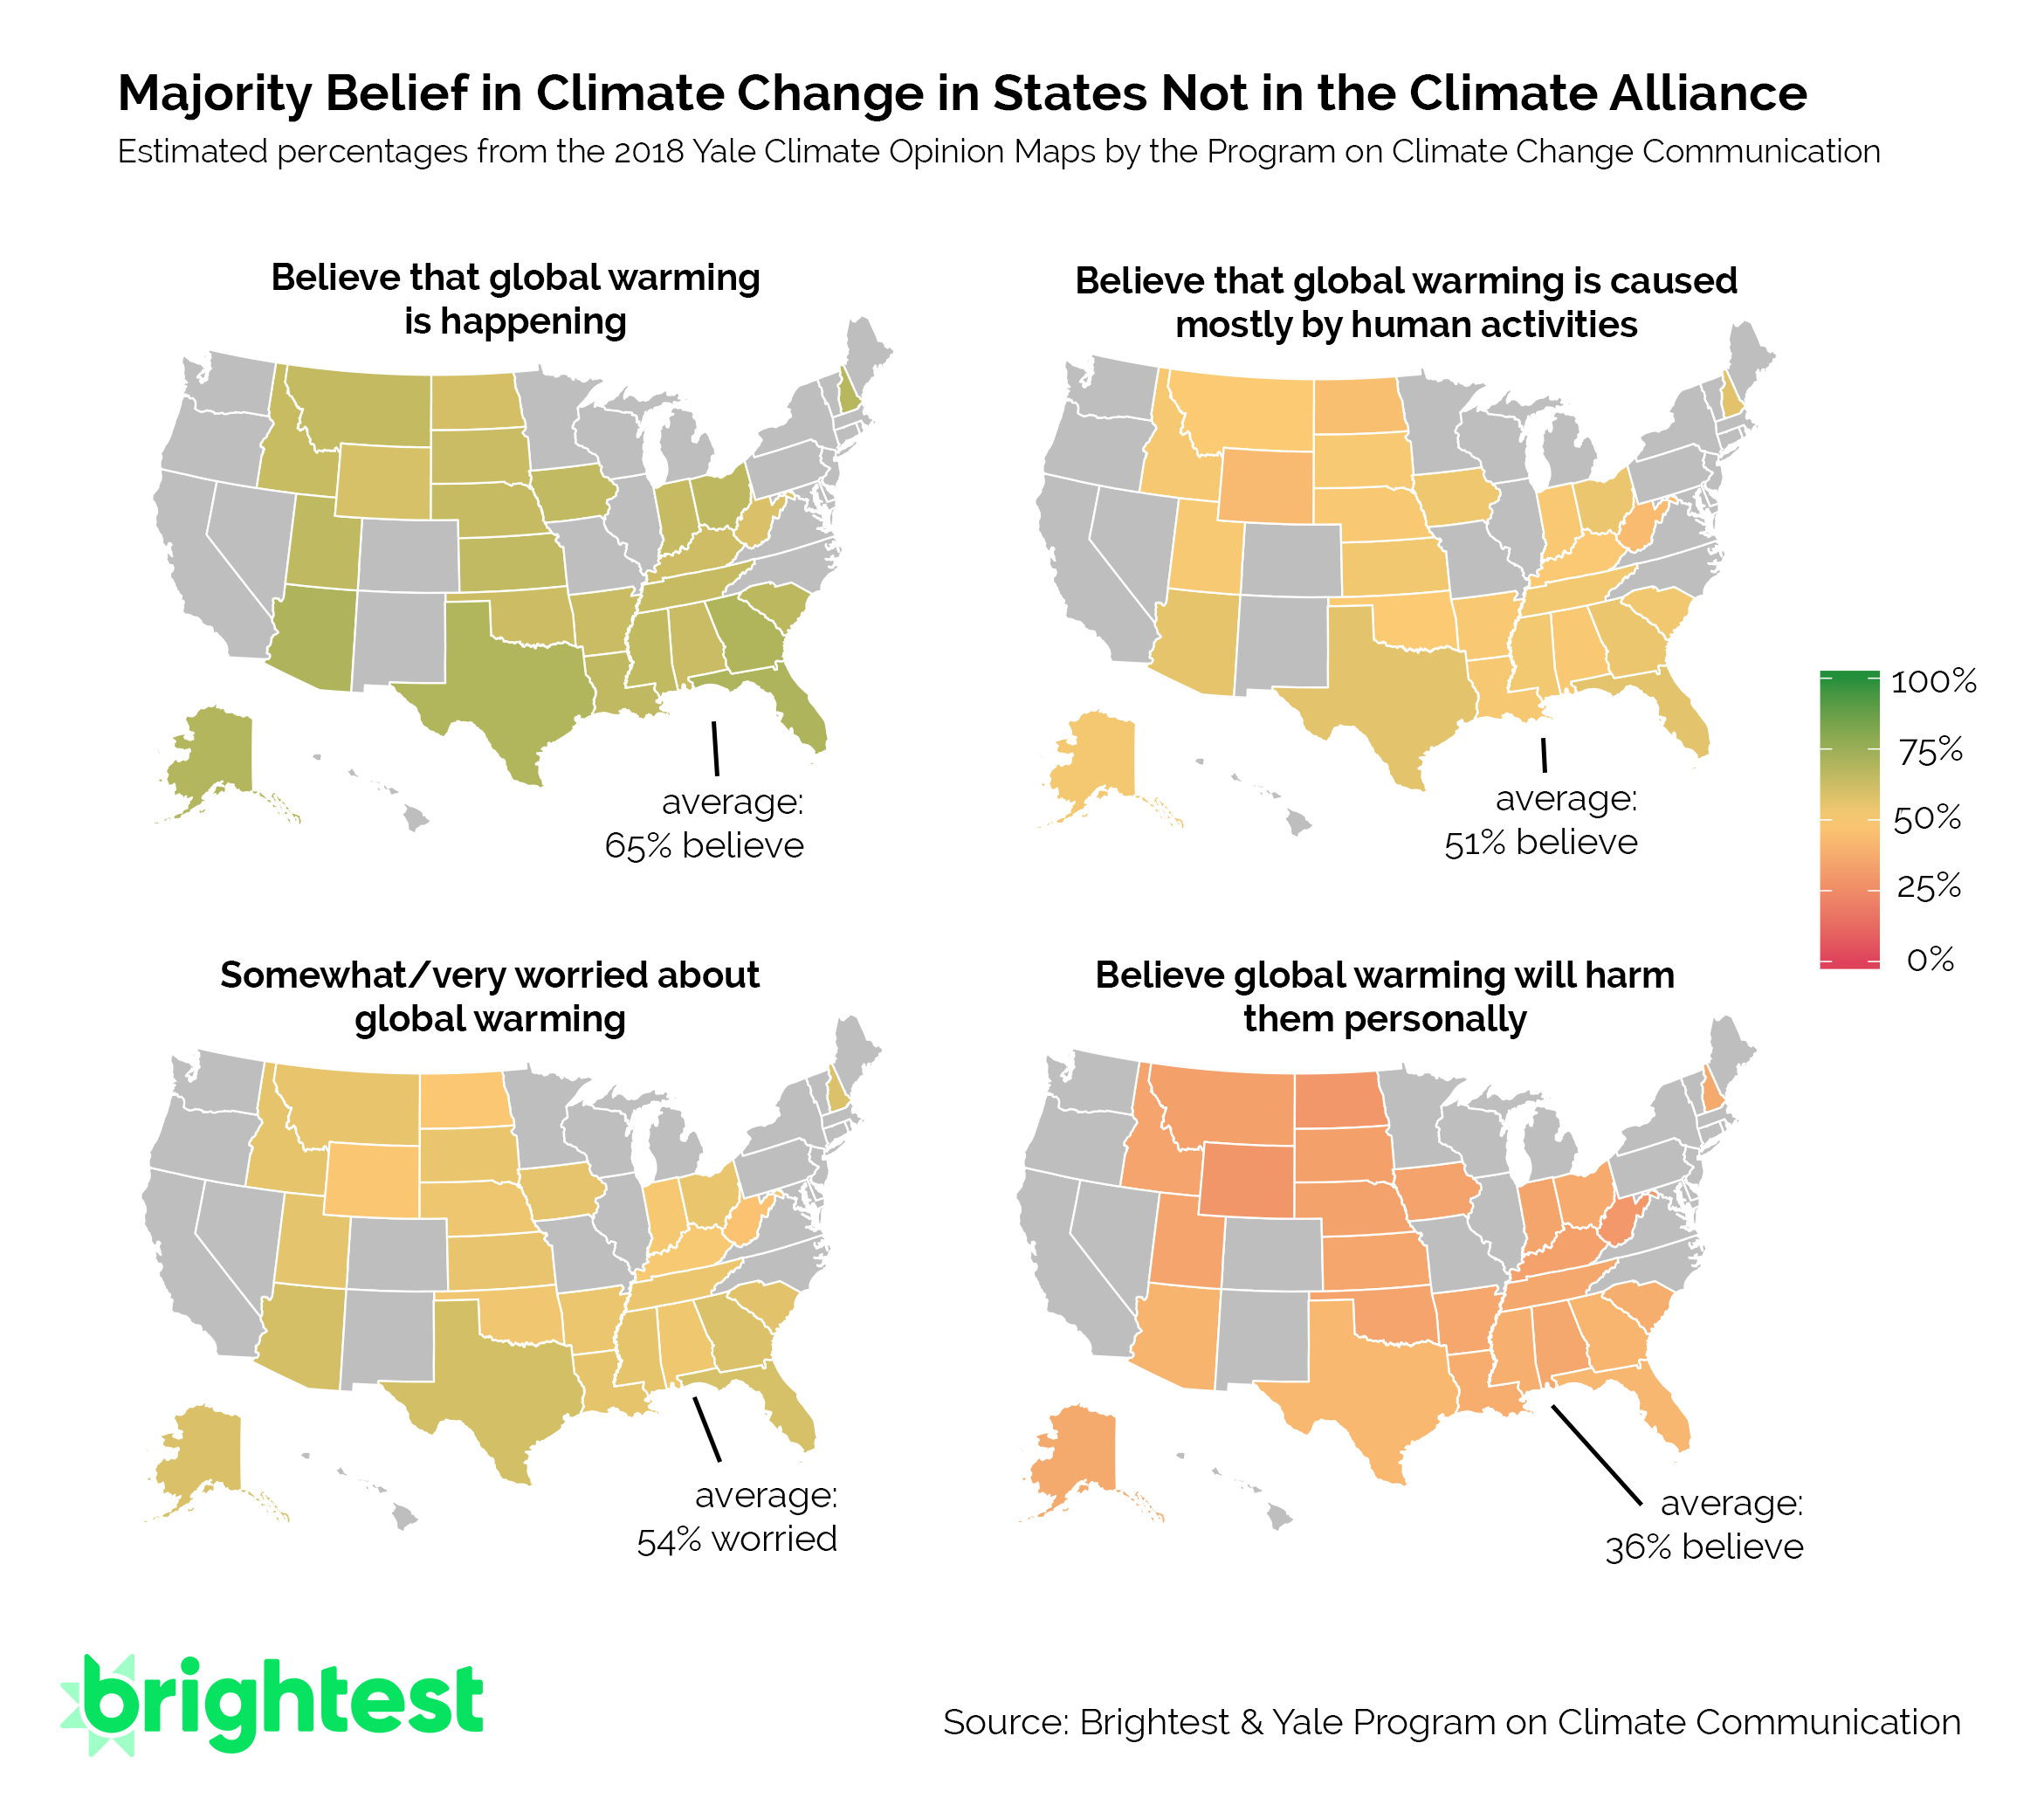 Majority Belief in Climate Change in States Not in the Climate Alliance
Estimated percentages from the 2018 Yale Climate Opinion Maps by the Program on Climate Change Communication
Believe that global warming
is happening
average:
65% believe
Believe that global warming is caused
mostly by human activities
average:
51% believe
100%
75%
50%
25%
0%
Somewhat/very worried about
global warming
average:
54% worried
Believe global warming will harm
them personally
average:
36% believe
brightest
Source: Brightest & Yale Program on Climate Communication